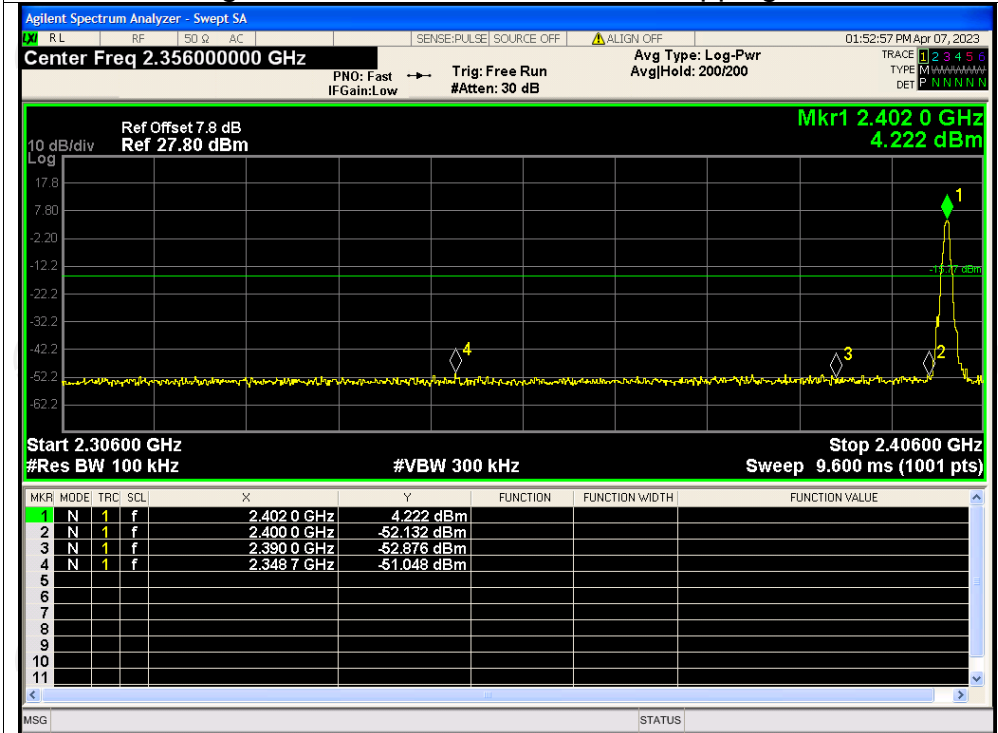 Agilent Spectrum Analyzer - Swept SA
RL RF 50 Ω AC SENSE:PULSE SOURCE OFF ALIGN OFF 01:52:57 PM Apr 07, 2023
Center Freq 2.356000000 GHz
PNO: Fast Trig: Free Run Avg Type: Log-Pwr TRACE 1 2 3 4 5 6
IFGain:Low #Atten: 30 dB Avg|Hold: 200/200 TYPE M
DET P N N N N N
Mkr1 2.402 0 GHz
4.222 dBm
Ref Offset 7.8 dB
10 dB/div Ref 27.80 dBm
Log
17.8
7.80
-2.20
-12.2
-15.77 dBm
-22.2
-32.2
-42.2
-52.2
-62.2
1
4
3
2
Start 2.30600 GHz Stop 2.40600 GHz
#Res BW 100 kHz #VBW 300 kHz Sweep 9.600 ms (1001 pts)
MKR MODE TRC SCL X Y FUNCTION FUNCTION WIDTH FUNCTION VALUE
1 N 1 f 2.402 0 GHz 4.222 dBm
2 N 1 f 2.400 0 GHz -52.132 dBm
3 N 1 f 2.390 0 GHz -52.876 dBm
4 N 1 f 2.348 7 GHz -51.048 dBm
5
6
7
8
9
10
11
MSG STATUS